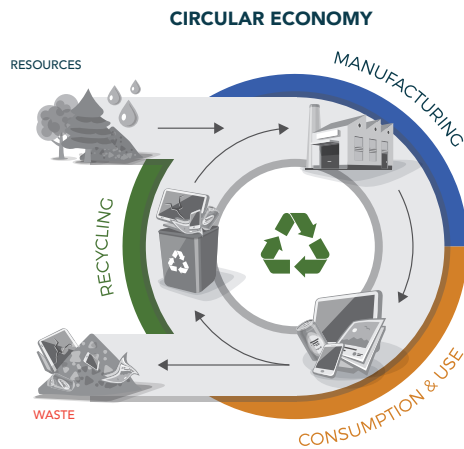 CIRCULAR ECONOMY
RESOURCES
MANUFACTURING
RECYCLING
WASTE
CONSUMPTION & USE